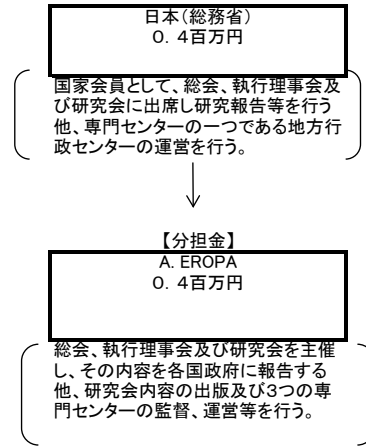 日本（総務省）
０．４百万円
国家会員として、総会、執行理事会及
び研究会に出席し研究報告等を行う
他、専門センターの一つである地方行
政センターの運営を行う。
【分担金】
A. EROPA
０．４百万円
総会、執行理事会及び研究会を主催
し、その内容を各国政府に報告する
他、研究会内容の出版及び３つの専
門センターの監督、運営等を行う。